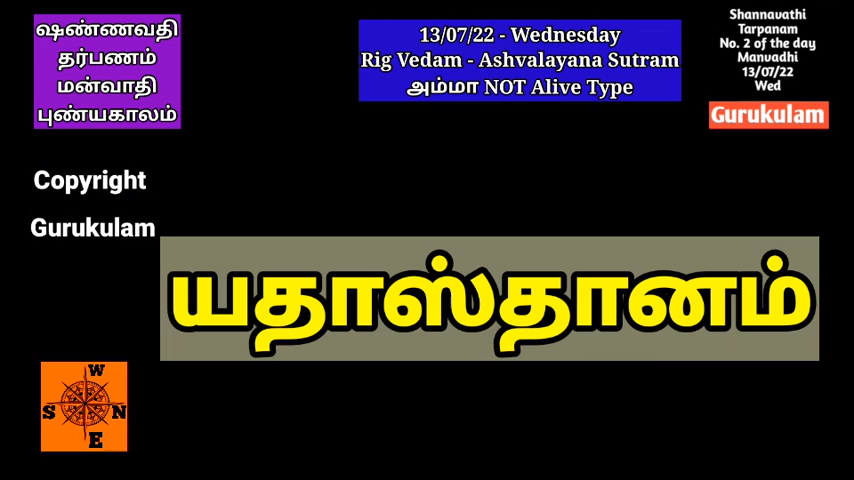 ஷண்ணவதி
தர்பணம்
மன்வாதி
புண்யகாலம்
13/07/22 - Wednesday
Rig Vedam - Ashvalayana Sutram
அம்மா NOT Alive Type
Shannavathi
Tarpanam
No. 2 of the day
Manvadhi
13/07/22
Wed
Gurukulam
Copyright
Gurukulam
யதாஸ்தானம்
W
S N
E